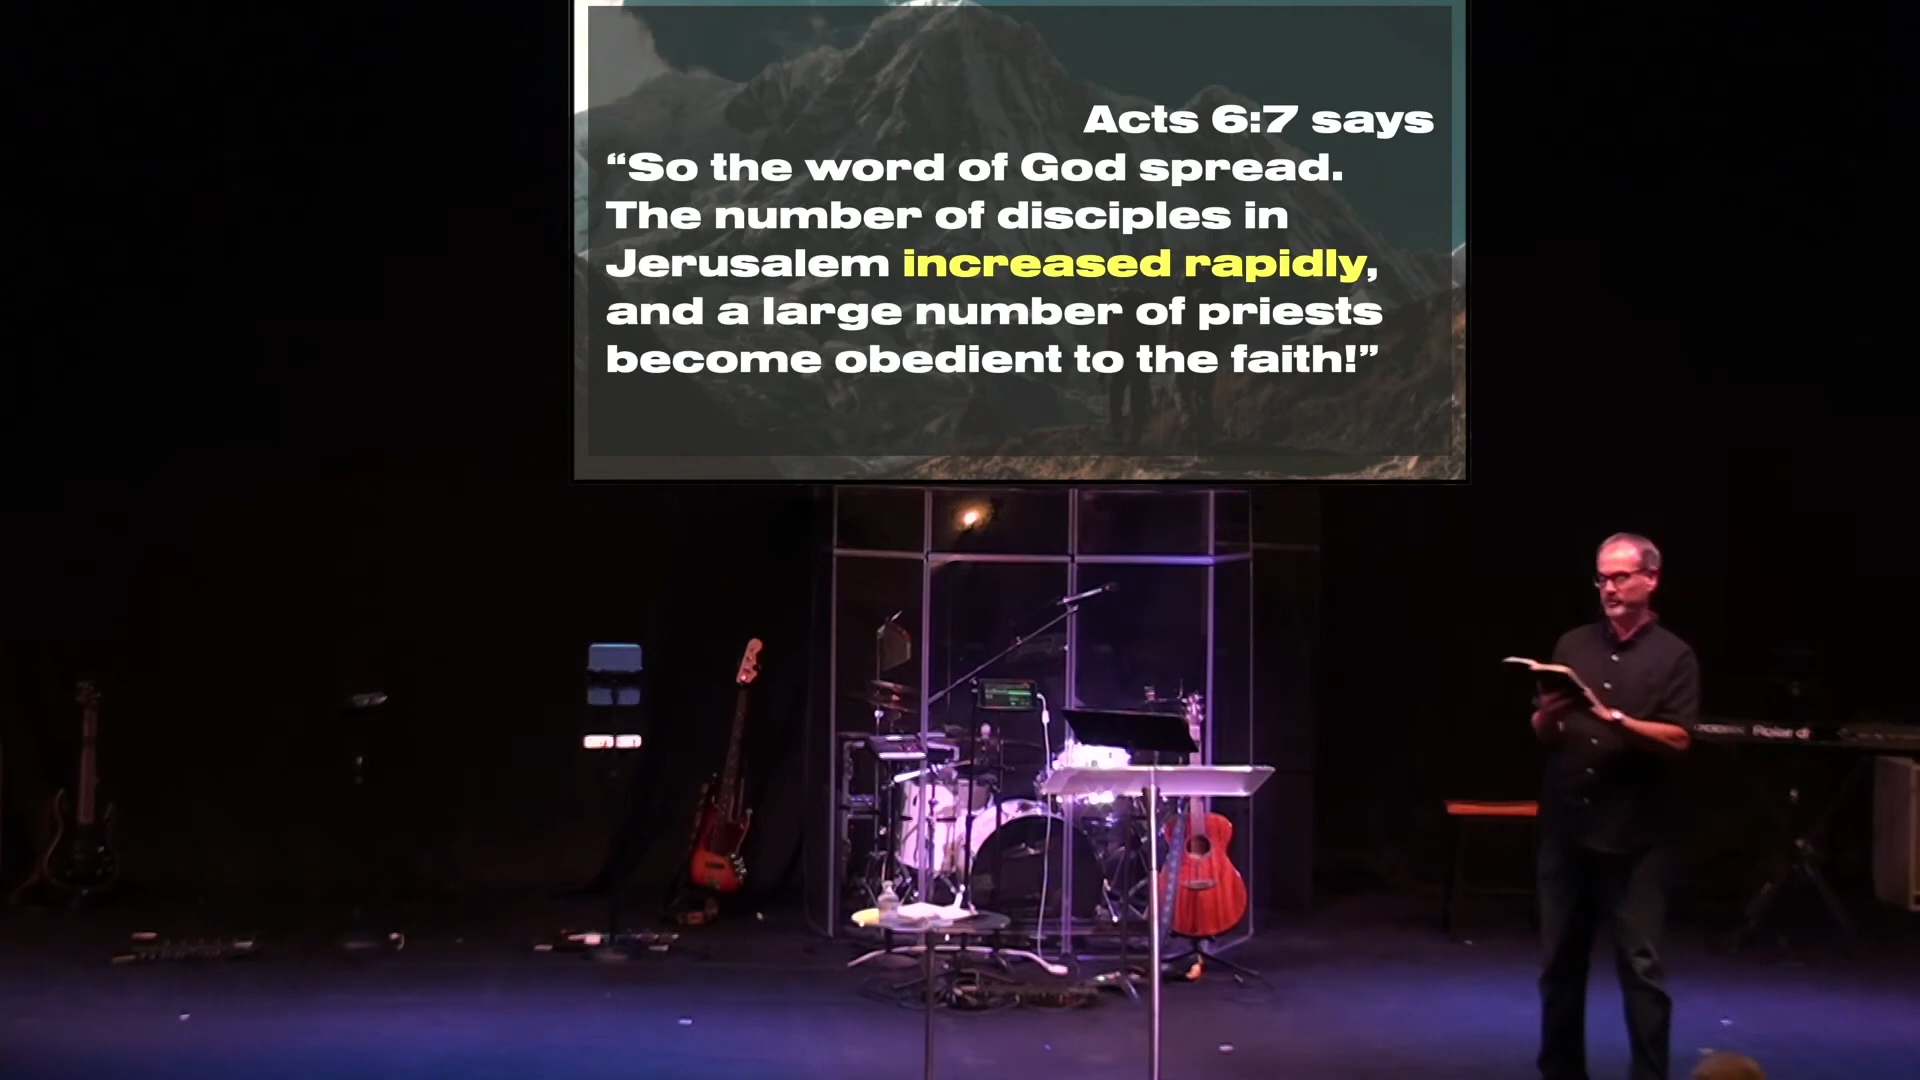 Acts 6:7 says
“So the word of God spread.
The number of disciples in
Jerusalem increased rapidly,
and a large number of priests
become obedient to the faith!”
Roland